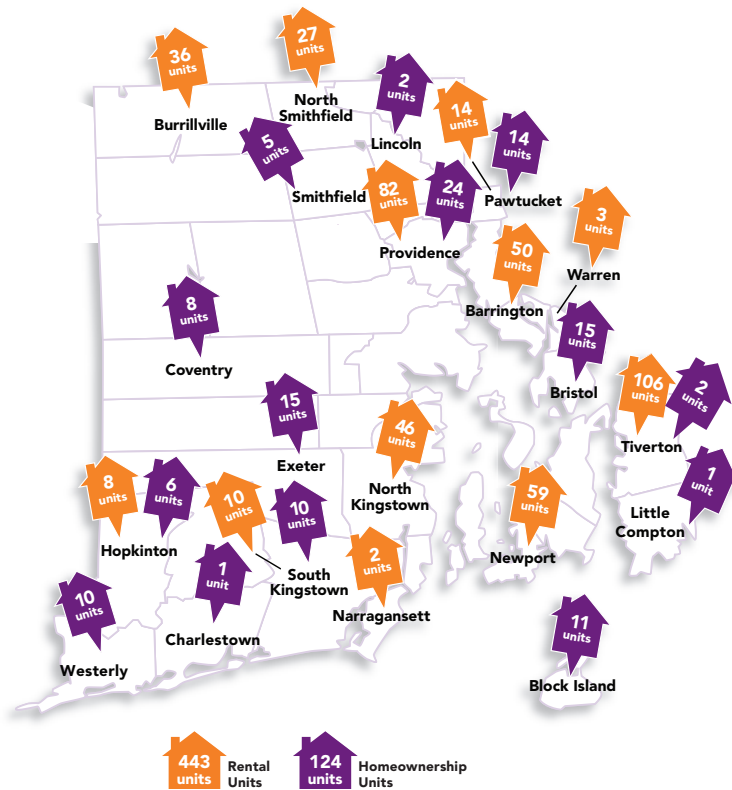 36
units
Burrillville
27
units
North
Smithfield
2
units
Lincoln
14
units
14
units
Pawtucket
5
units
Smithfield
82
units
24
units
Providence
3
units
Warren
50
units
Barrington
8
units
Coventry
15
units
Bristol
106
units
2
units
Tiverton
15
units
Exeter
46
units
North
Kingstown
1
unit
Little
Compton
8
units
6
units
Hopkinton
10
units
10
units
South
Kingstown
59
units
Newport
2
units
Narragansett
1
unit
Charlestown
10
units
Westerly
11
units
Block Island
443
units
Rental
Units
124
units
Homeownership
Units